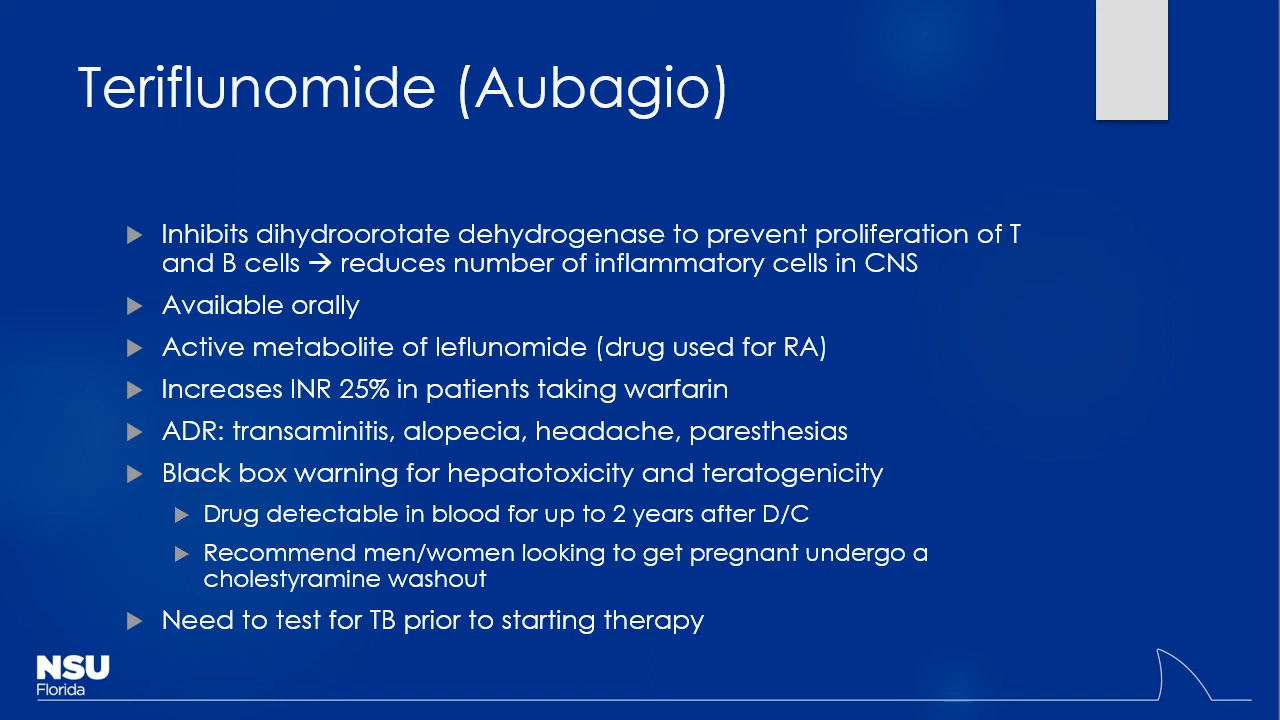 Teriflunomide (Aubagio)
Inhibits dihydroorotate dehydrogenase to prevent proliferation of T
and B cells → reduces number of inflammatory cells in CNS
Available orally
Active metabolite of leflunomide (drug used for RA)
Increases INR 25% in patients taking warfarin
ADR: transaminitis, alopecia, headache, paresthesias
Black box warning for hepatotoxicity and teratogenicity
Drug detectable in blood for up to 2 years after D/C
Recommend men/women looking to get pregnant undergo a
cholestyramine washout
Need to test for TB prior to starting therapy
NSU
Florida